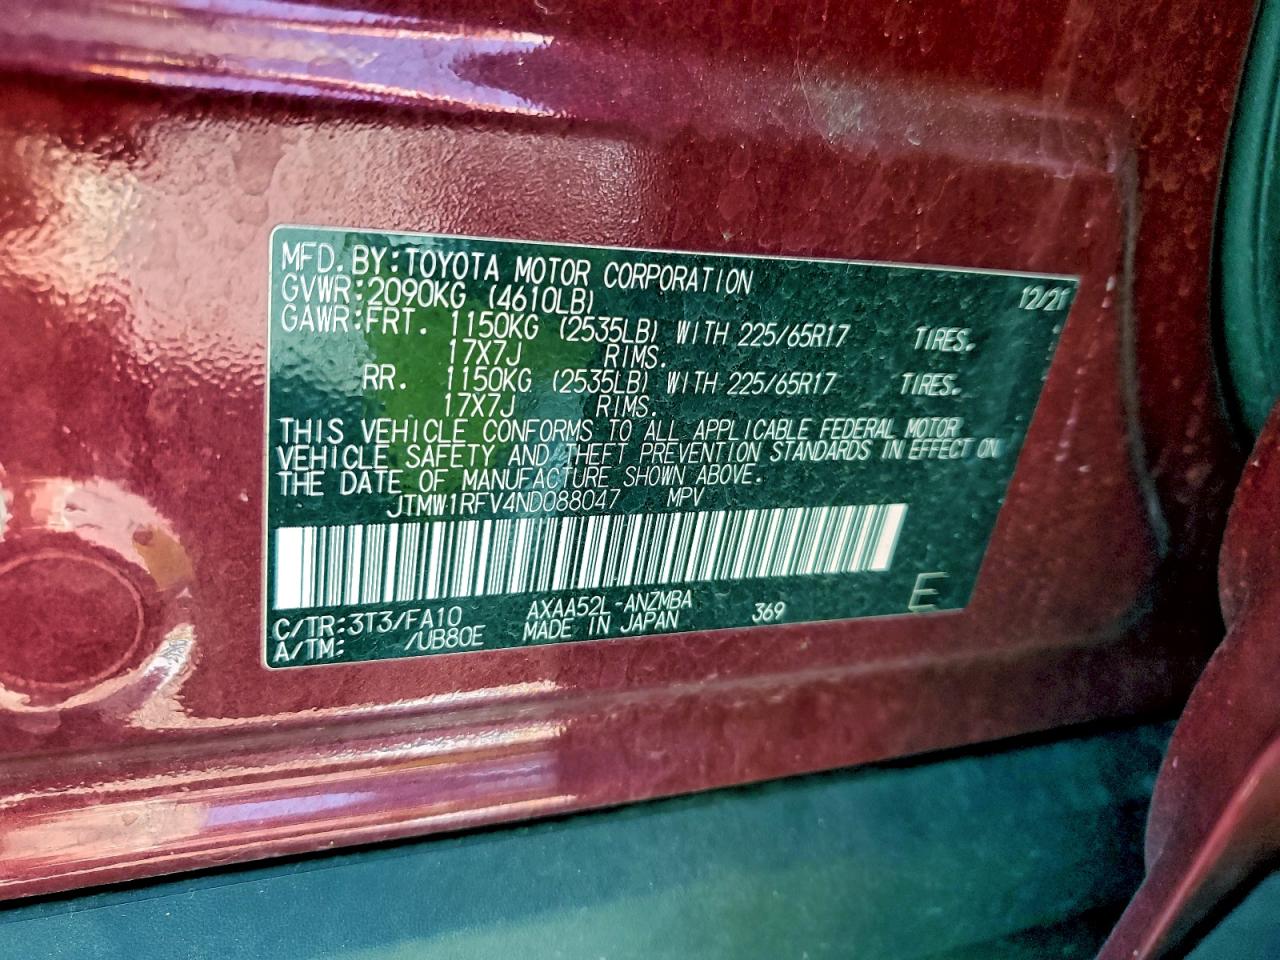 MFD.BY:TOYOTA MOTOR CORPORATION 12/21
GVWR:2090KG (4610LB)
GAWR:FRT. 1150KG (2535LB) WITH 225/65R17 TIRES.
17X7J RIMS.
RR. 1150KG (2535LB) WITH 225/65R17 TIRES.
17X7J RIMS.
THIS VEHICLE CONFORMS TO ALL APPLICABLE FEDERAL MOTOR
VEHICLE SAFETY AND THEFT PREVENTION STANDARDS IN EFFECT ON
THE DATE OF MANUFACTURE SHOWN ABOVE.
JTMW1RFV4ND088047 MPV
C/TR:3T3/FA10 AXAA52L-ANZMBA 369 E
A/TM: /UB80E MADE IN JAPAN